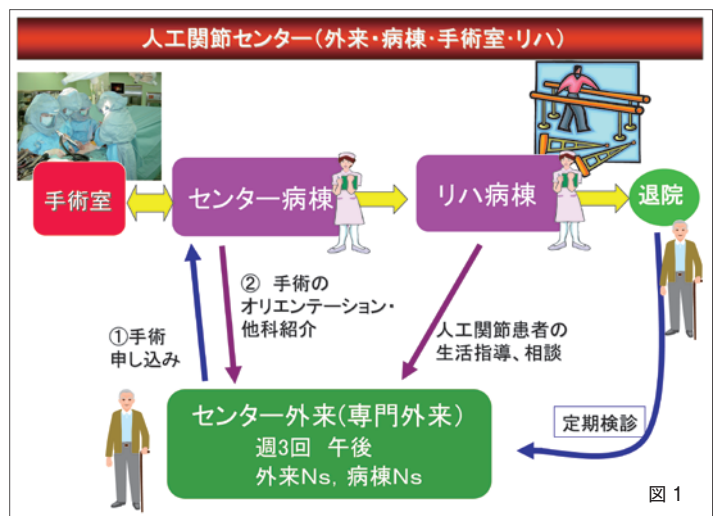 人工関節センター(外来・病棟・手術室・リハ)
手術室
センター病棟
リハ病棟
退院
② 手術の
オリエンテーション・
他科紹介
①手術
申し込み
人工関節患者の
生活指導、相談
センター外来(専門外来)
週3回 午後
外来Ns, 病棟Ns
定期検診
図1